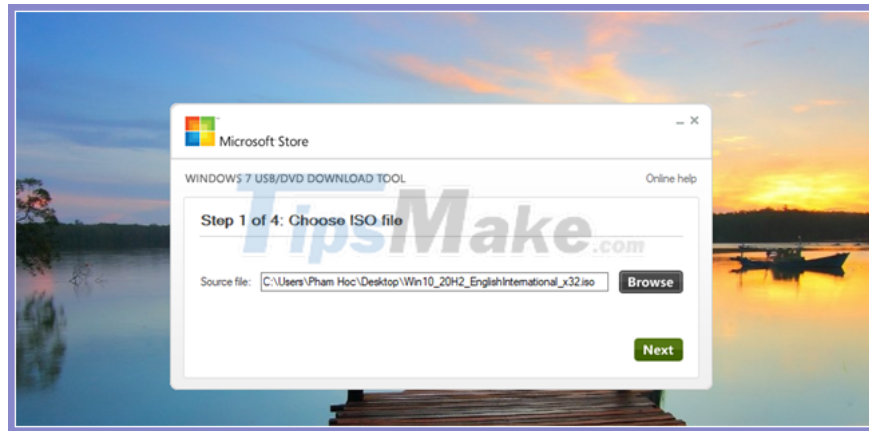 Microsoft Store
WINDOWS 7 USB/DVD DOWNLOAD TOOL
Online help
Step 1 of 4: Choose ISO file
TipsMake.com
Source file: C:\Users\Pham Hoc\Desktop\Win10_20H2_EnglishInternational_x32.iso Browse
Next